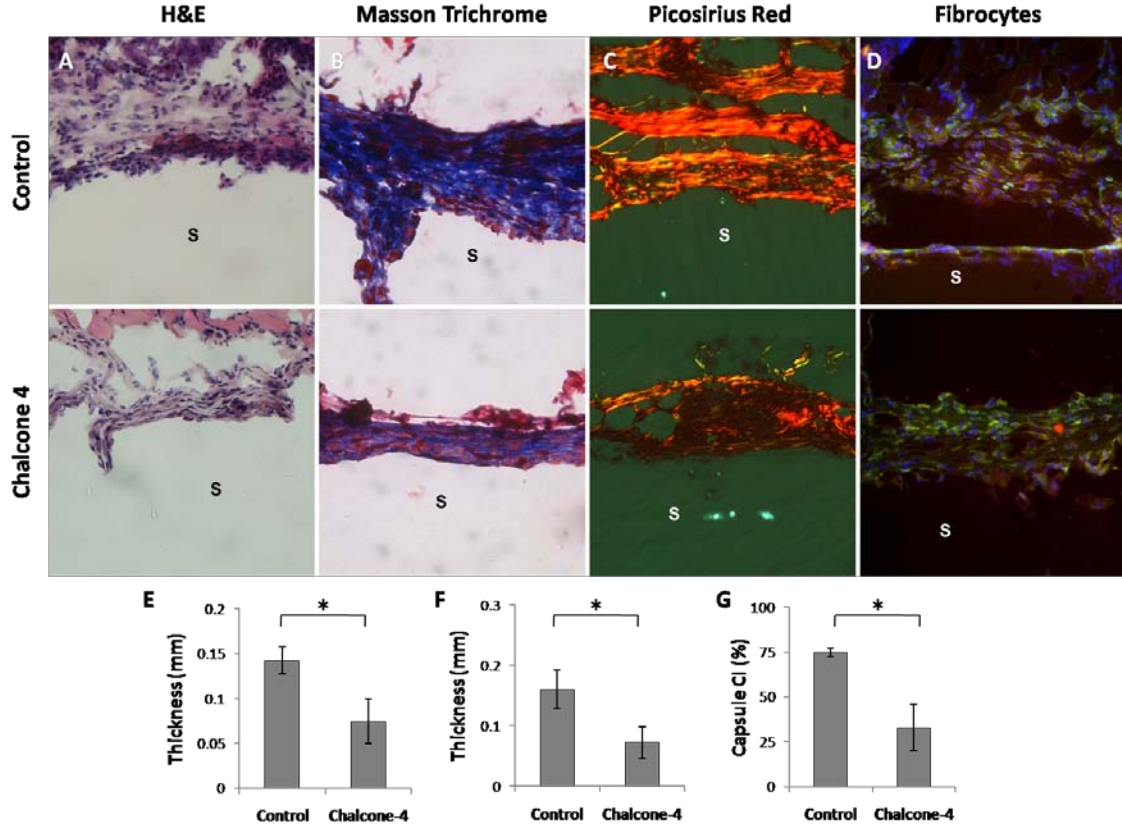 H&E Masson Trichrome Picosirius Red Fibrocytes
Control
A
S
B
S
C
S
D
S
Chalcone 4
S
S
S
S
E
Thickness (mm)
0.2
0.15
0.1
0.05
0
*
Control Chalcone-4
F
Thickness (mm)
0.3
0.2
0.1
0
*
Control Chalcone-4
G
Capsule CI (%)
100
75
50
25
0
*
Control Chalcone-4